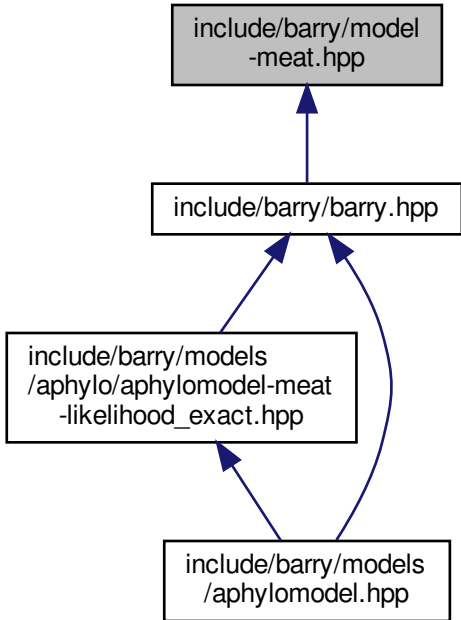 include/barry/model
-meat.hpp
include/barry/barry.hpp
include/barry/models
/aphylo/aphylomodel-meat
-likelihood_exact.hpp
include/barry/models
/aphylomodel.hpp